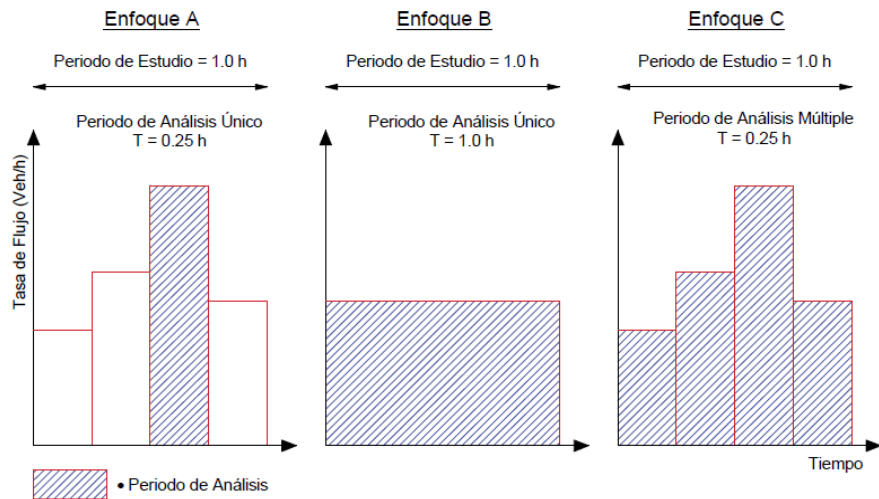 Enfoque A
Periodo de Estudio = 1.0 h
Periodo de Análisis Único
T = 0.25 h
Tasa de Flujo (Veh/h)
Enfoque B
Periodo de Estudio = 1.0 h
Periodo de Análisis Único
T = 1.0 h
Enfoque C
Periodo de Estudio = 1.0 h
Periodo de Análisis Múltiple
T = 0.25 h
Tiempo
• Periodo de Análisis